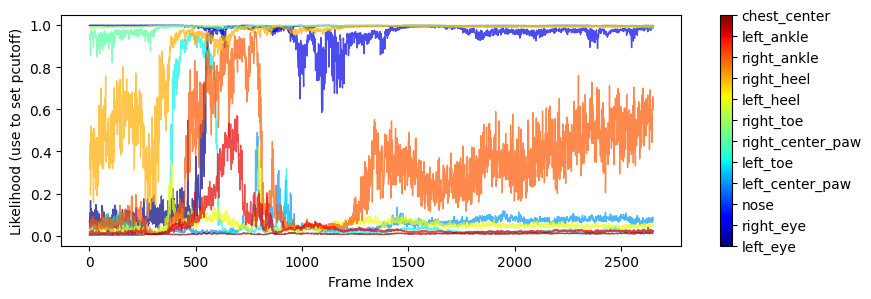 Likelihood (use to set pcutoff)
1.0
0.8
0.6
0.4
0.2
0.0
0
500
1000
1500
2000
2500
Frame Index
chest_center
left_ankle
right_ankle
right_heel
left_heel
right_toe
right_center_paw
left_toe
left_center_paw
nose
right_eye
left_eye